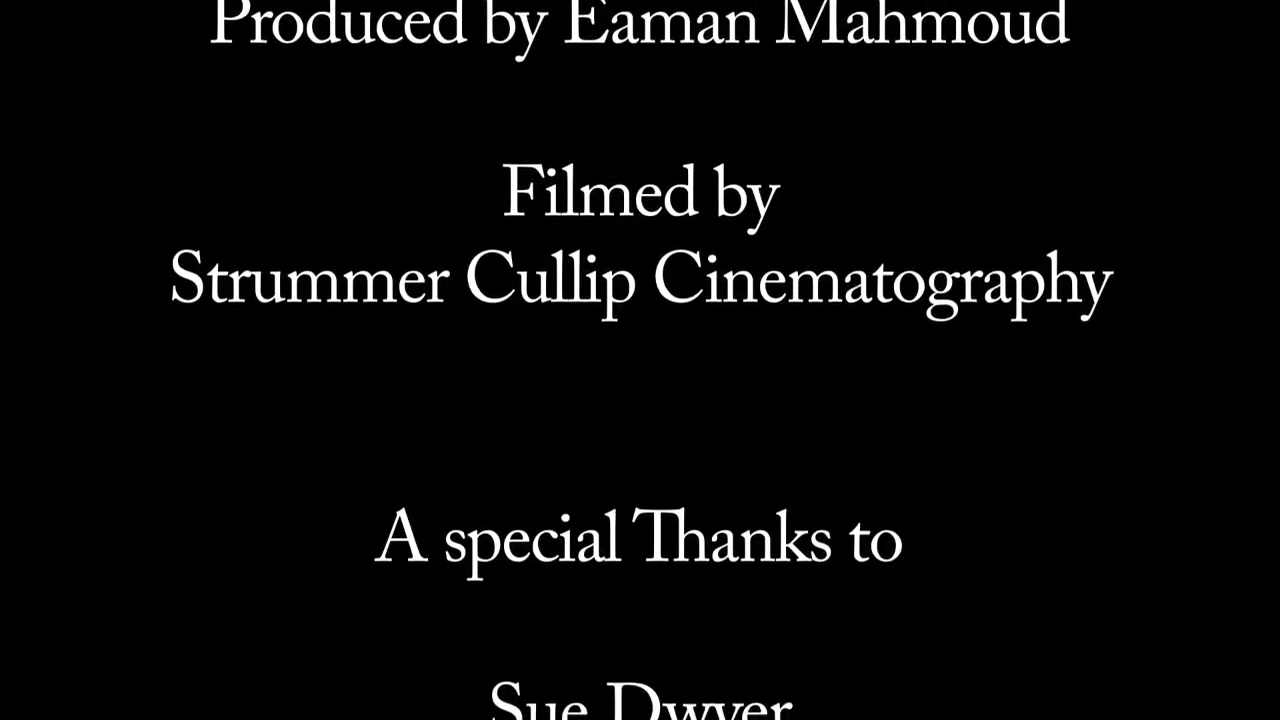 Produced by Eaman Mahmoud
Filmed by
Strummer Cullip Cinematography
A special Thanks to
Sue Dwyer